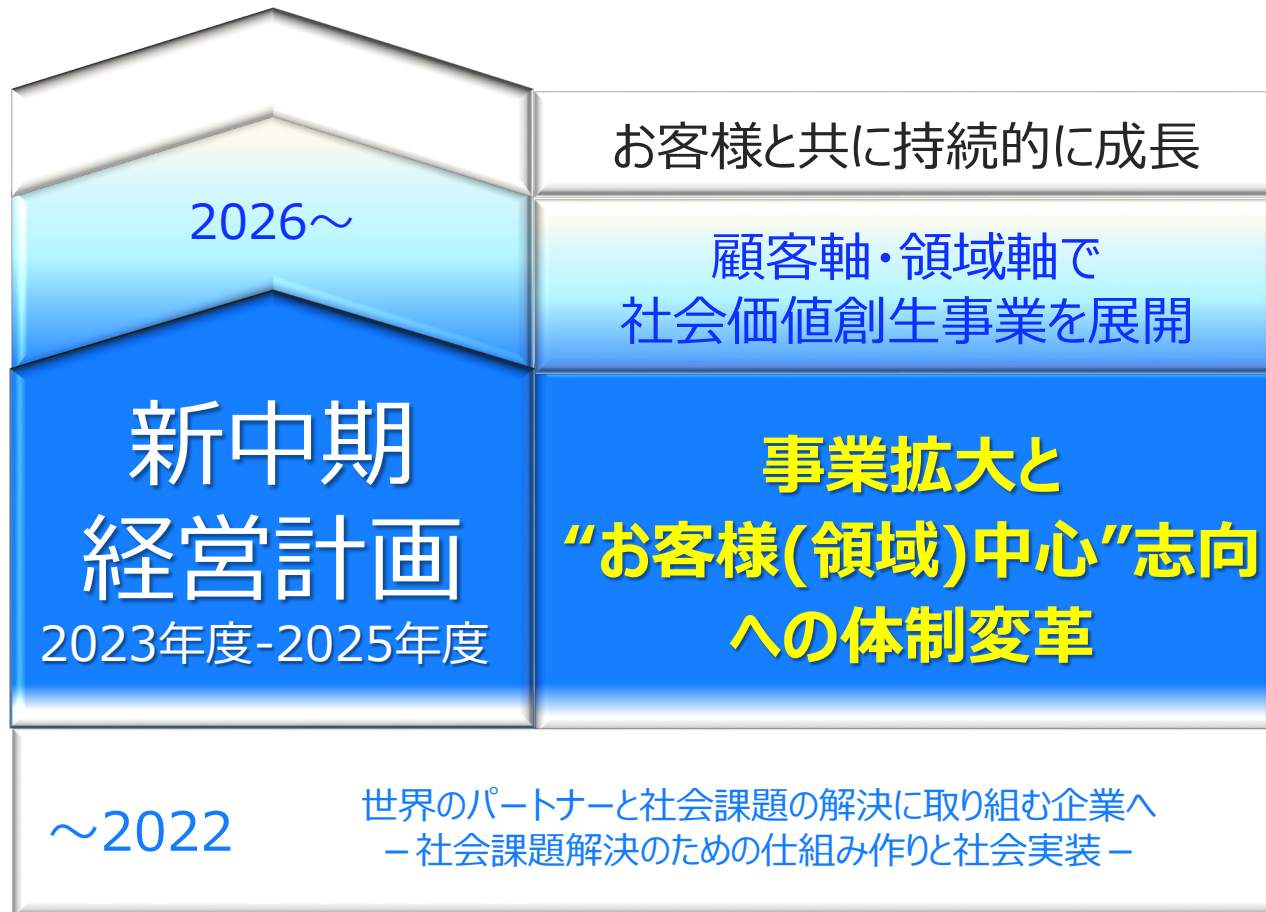 お客様と共に持続的に成長
2026～
顧客軸・領域軸で
社会価値創生事業を展開
新中期
経営計画
2023年度-2025年度
事業拡大と
“お客様(領域)中心”志向
への体制変革
～2022
世界のパートナーと社会課題の解決に取り組む企業へ
－社会課題解決のための仕組み作りと社会実装－